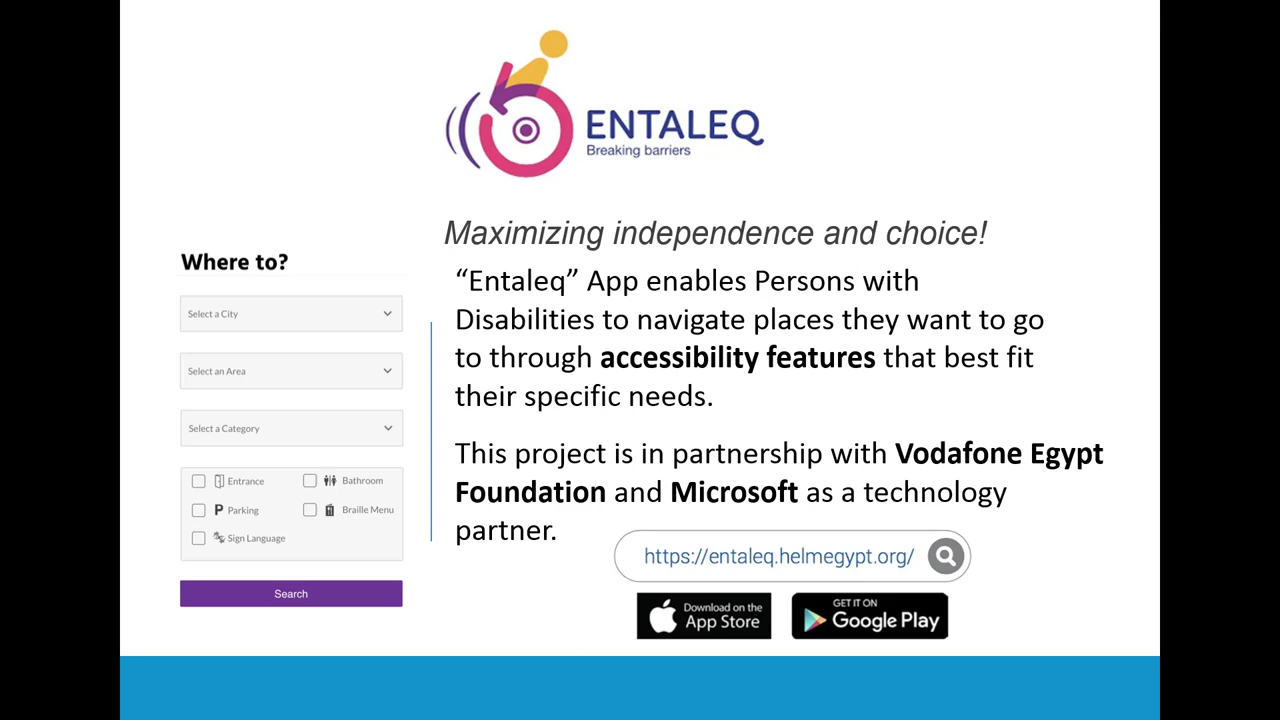 ENTALEQ
Breaking barriers
Maximizing independence and choice!
Where to?
Select a City
Select an Area
Select a Category
Entrance
Bathroom
Parking
Braille Menu
Sign Language
Search
“Entaleq” App enables Persons with
Disabilities to navigate places they want to go
to through accessibility features that best fit
their specific needs.
This project is in partnership with Vodafone Egypt
Foundation and Microsoft as a technology
partner.
https://entaleq.helmegypt.org/
Download on the
App Store
GET IT ON
Google Play